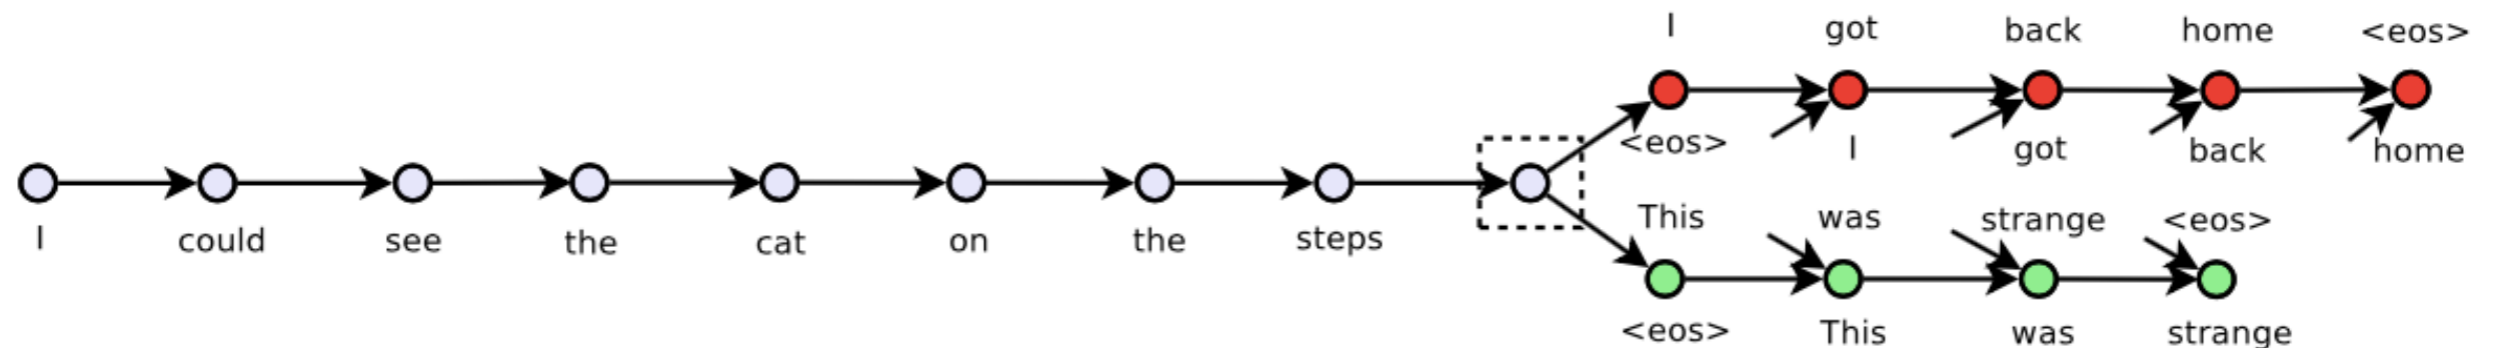 I got back home <eos>
<eos> I got back home
I could see the cat on the steps
This was strange <eos>
<eos> This was strange